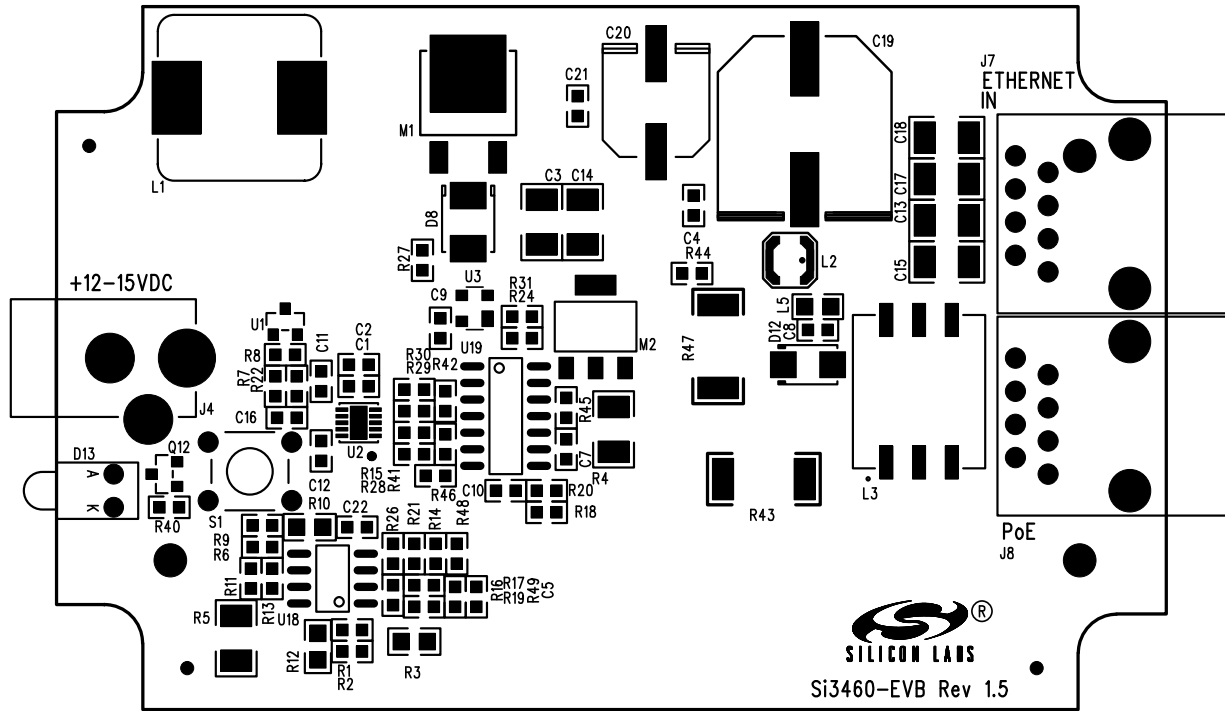 C20
C19
C21
J7
ETHERNET
IN
M1
C18
L1
C17
C3 C14
D8
C13
C4
R27
R44
L2
C15
+12-15VDC
U3
R31
R24
C9
L5
U1
D12
C8
C2
C1
C11
R8
U19
M2
R47
R30
R29
R42
R7
R22
J4
C16
R45
D13
Q12
U2
C7
A
R15
R28
R41
R4
C12
K
R46
C10
R20
L3
S1
R10
R40
C22
R18
R43
R26
R21
R14
R48
R9
R6
PoE
J8
R11
R13
R16
R17
R19
R49
C5
R5
U18
®
R12
R1
R2
R3
SILICON LABS
Si3460-EVB Rev 1.5